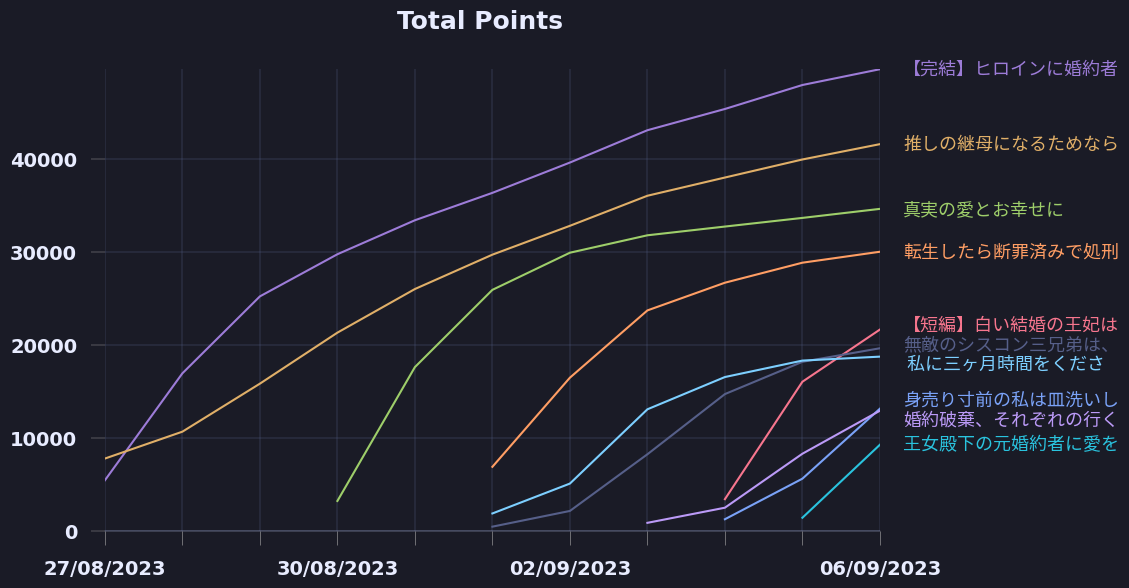 Total Points
【完結】ヒロインに婚約者
40000
推しの継母になるためなら
真実の愛とお幸せに
30000
転生したら断罪済みで処刑
【短編】白い結婚の王妃は
20000
無敵のシスコン三兄弟は、
私に三ヶ月時間をくださ
身売り寸前の私は皿洗いし
婚約破棄、それぞれの行く
10000
王女殿下の元婚約者に愛を
0
27/08/2023
30/08/2023
02/09/2023
06/09/2023